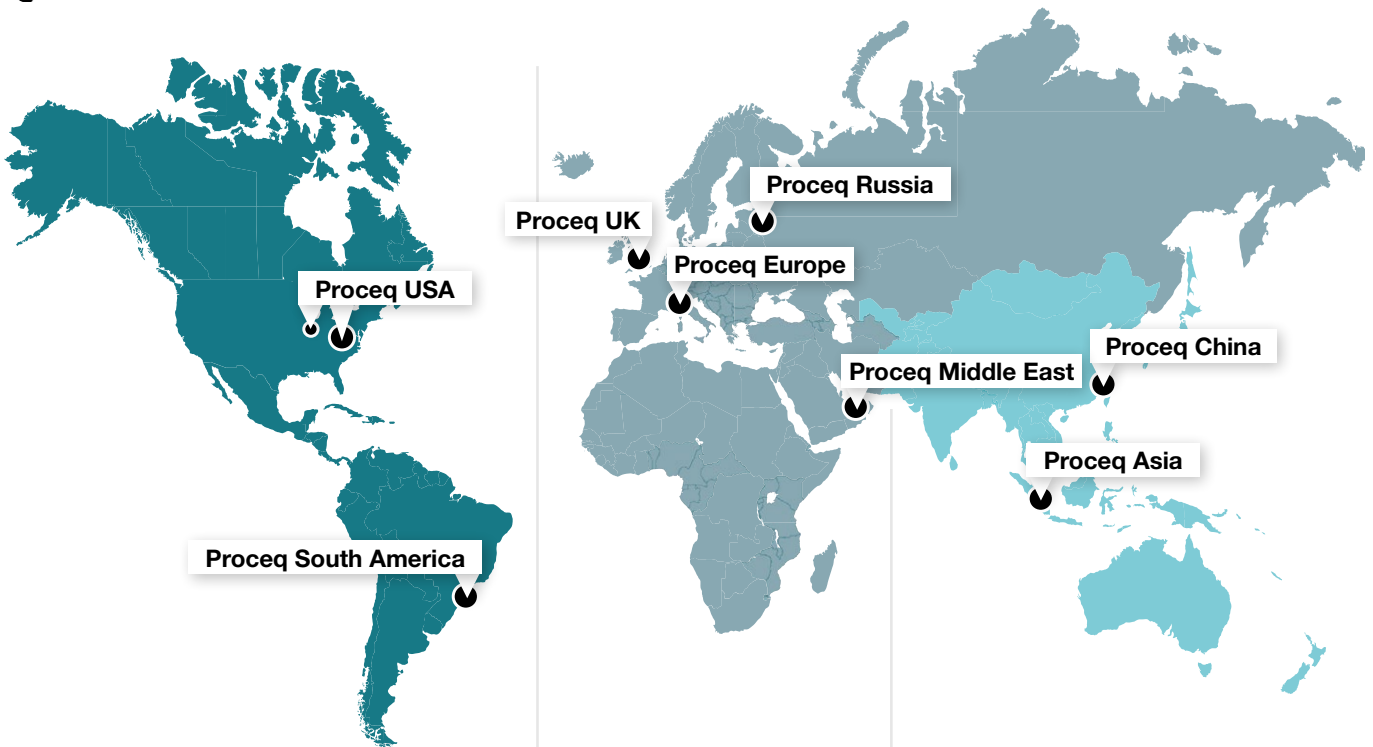 Proceq Russia
Proceq UK
Proceq Europe
Proceq USA
Proceq China
Proceq Middle East
Proceq Asia
Proceq South America